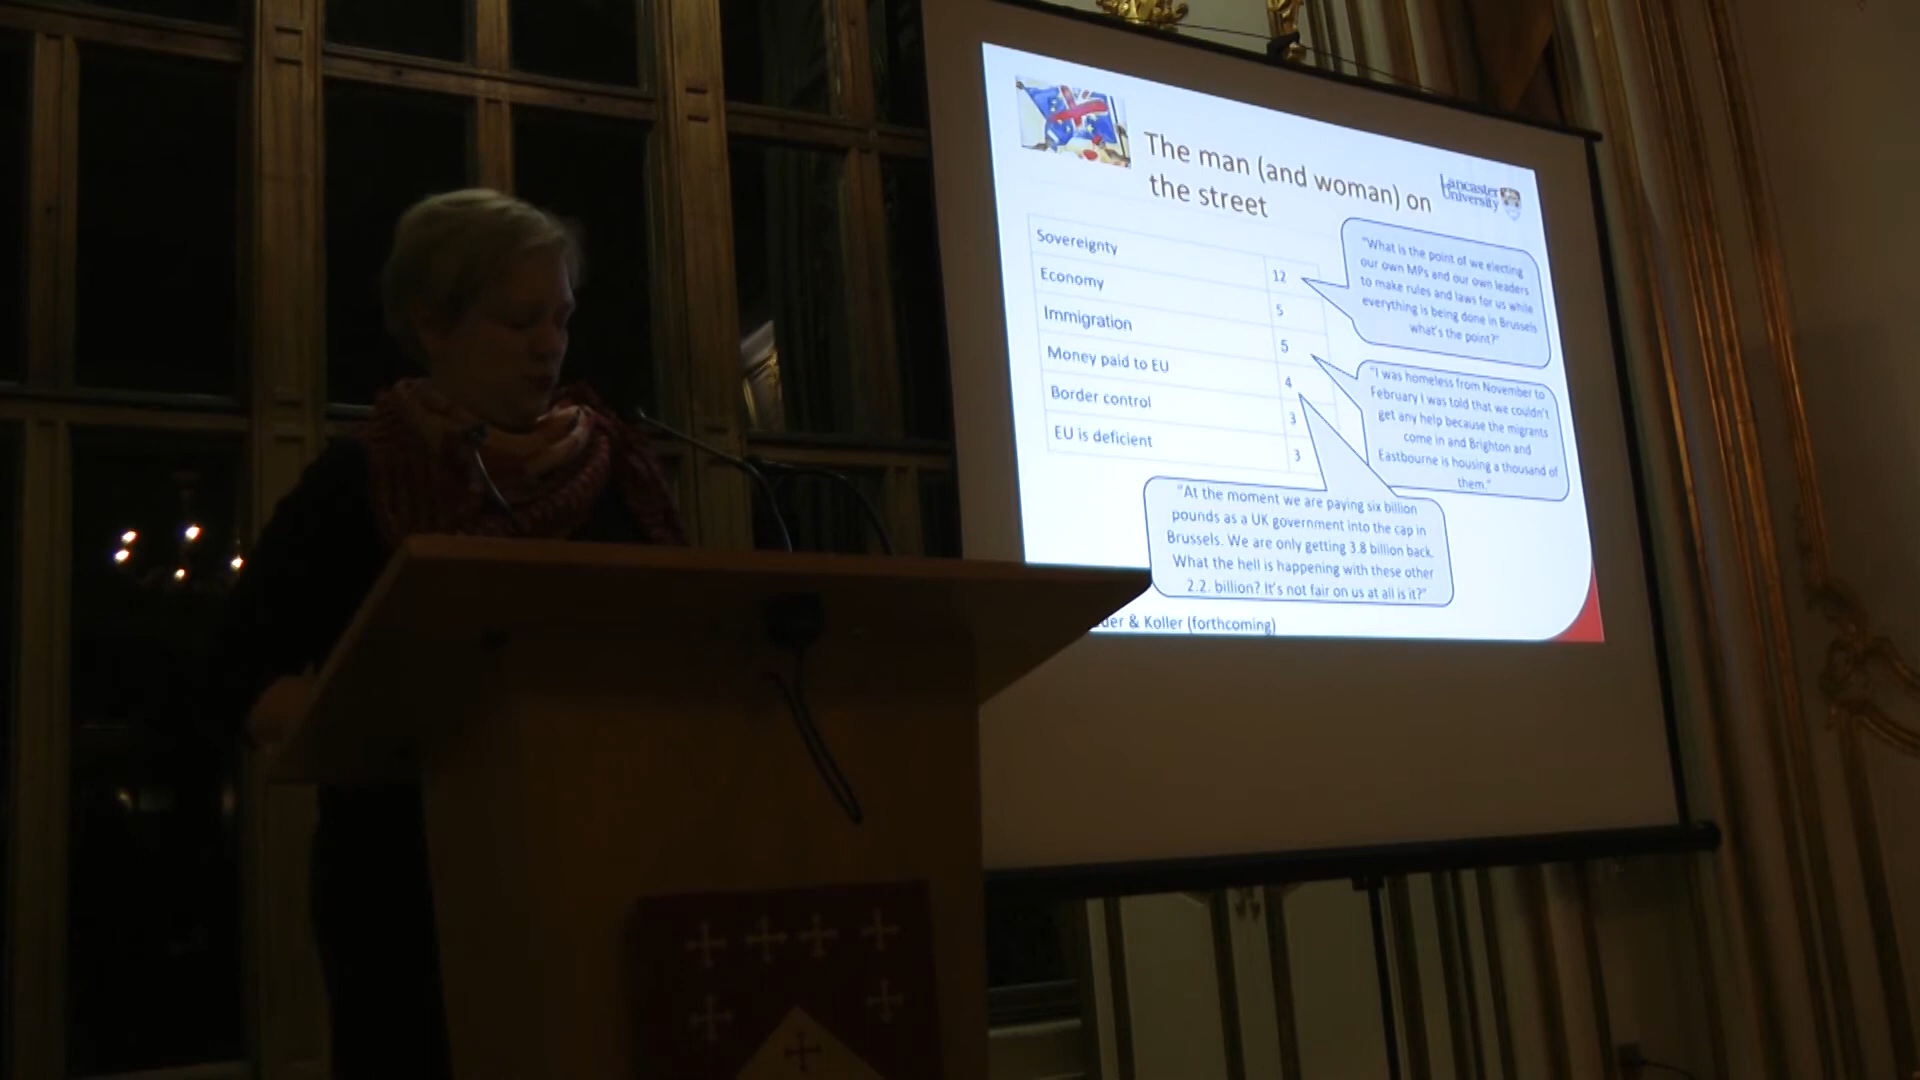 The man (and woman) on
the street
Lancaster
University
Sovereignty 12
Economy 5
Immigration 5
Money paid to EU 4
Border control 3
EU is deficient 3
"What is the point of we electing
our own MPs and our own leaders
to make rules and laws for us while
everything is being done in Brussels
what's the point?"
"I was homeless from November to
February I was told that we couldn't
get any help because the migrants
come in and Brighton and
Eastbourne is housing a thousand of
them."
"At the moment we are paying six billion
pounds as a UK government into the cap in
Brussels. We are only getting 3.8 billion back.
What the hell is happening with these other
2.2. billion? It's not fair on us at all is it?"
& Koller (forthcoming)